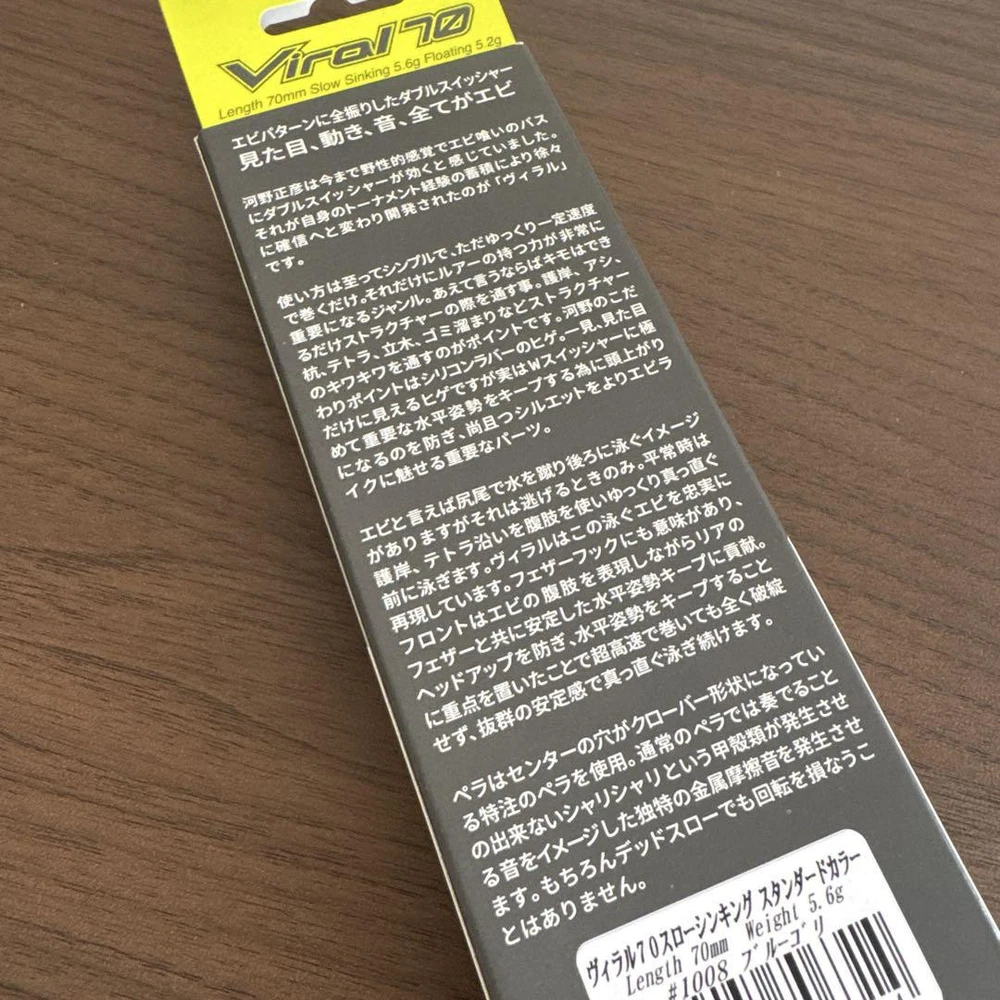 Viral 70
Length 70mm Slow Sinking 5.6g Floating 5.2g
エビパターンに全振りしたダブルスイッシャー
見た目、動き、音、全てがエビ
河野正彦は今まで野性的感覚でエビ喰いのバス
にダブルスイッシャーが効くと感じていました。
それが自身のトーナメント経験の蓄積により徐々
に確信へと変わり開発されたのが「ヴィラル」
です。
使い方は至ってシンプルで、ただゆっくり一定速度
で巻くだけ。それだけにルアーの持つ力が非常に
重要になるジャンル。あえて言うならばキモはでき
るだけストラクチャーの際を通す事。護岸、アシ、
杭、テトラ、立木、ゴミ溜まりなどストラクチャー
のキワキワを通すのがポイントです。河野のこだ
わりポイントはシリコンラバーのヒゲ。一見、見た目
だけに見えるヒゲですが実はWスイッシャーに極
めて重要な水平姿勢をキープする為に頭上がり
になるのを防ぎ、尚且つシルエットをよりエビラ
イクに魅せる重要なパーツ。
エビと言えば尻尾で水を蹴り後ろに泳ぐイメージ
がありますがそれは逃げるときのみ。平常時は
護岸、テトラ沿いを腹肢を使いゆっくり真っ直ぐ
前に泳ぎます。ヴィラルはこの泳ぐエビを忠実に
再現しています。フェザーフックにも意味があり、
フロントはエビの腹肢を表現しながらリアの
フェザーと共に安定した水平姿勢キープに貢献。
ヘッドアップを防ぎ、水平姿勢をキープすること
に重点を置いたことで超高速で巻いても全く破綻
せず、抜群の安定感で真っ直ぐ泳ぎ続けます。
ペラはセンターの穴がクローバー形状になってい
る特注のペラを使用。通常のペラでは奏でること
の出来ないシャリシャリという甲殻類が発生させ
る音をイメージした独特の金属摩擦音を発生させ
ます。もちろんデッドスローでも回転を損なうこ
とはありません。
ヴィラル70スローシンキング スタンダードカラー
Length 70mm Weight 5.6g
#1008 ブルーゴリ